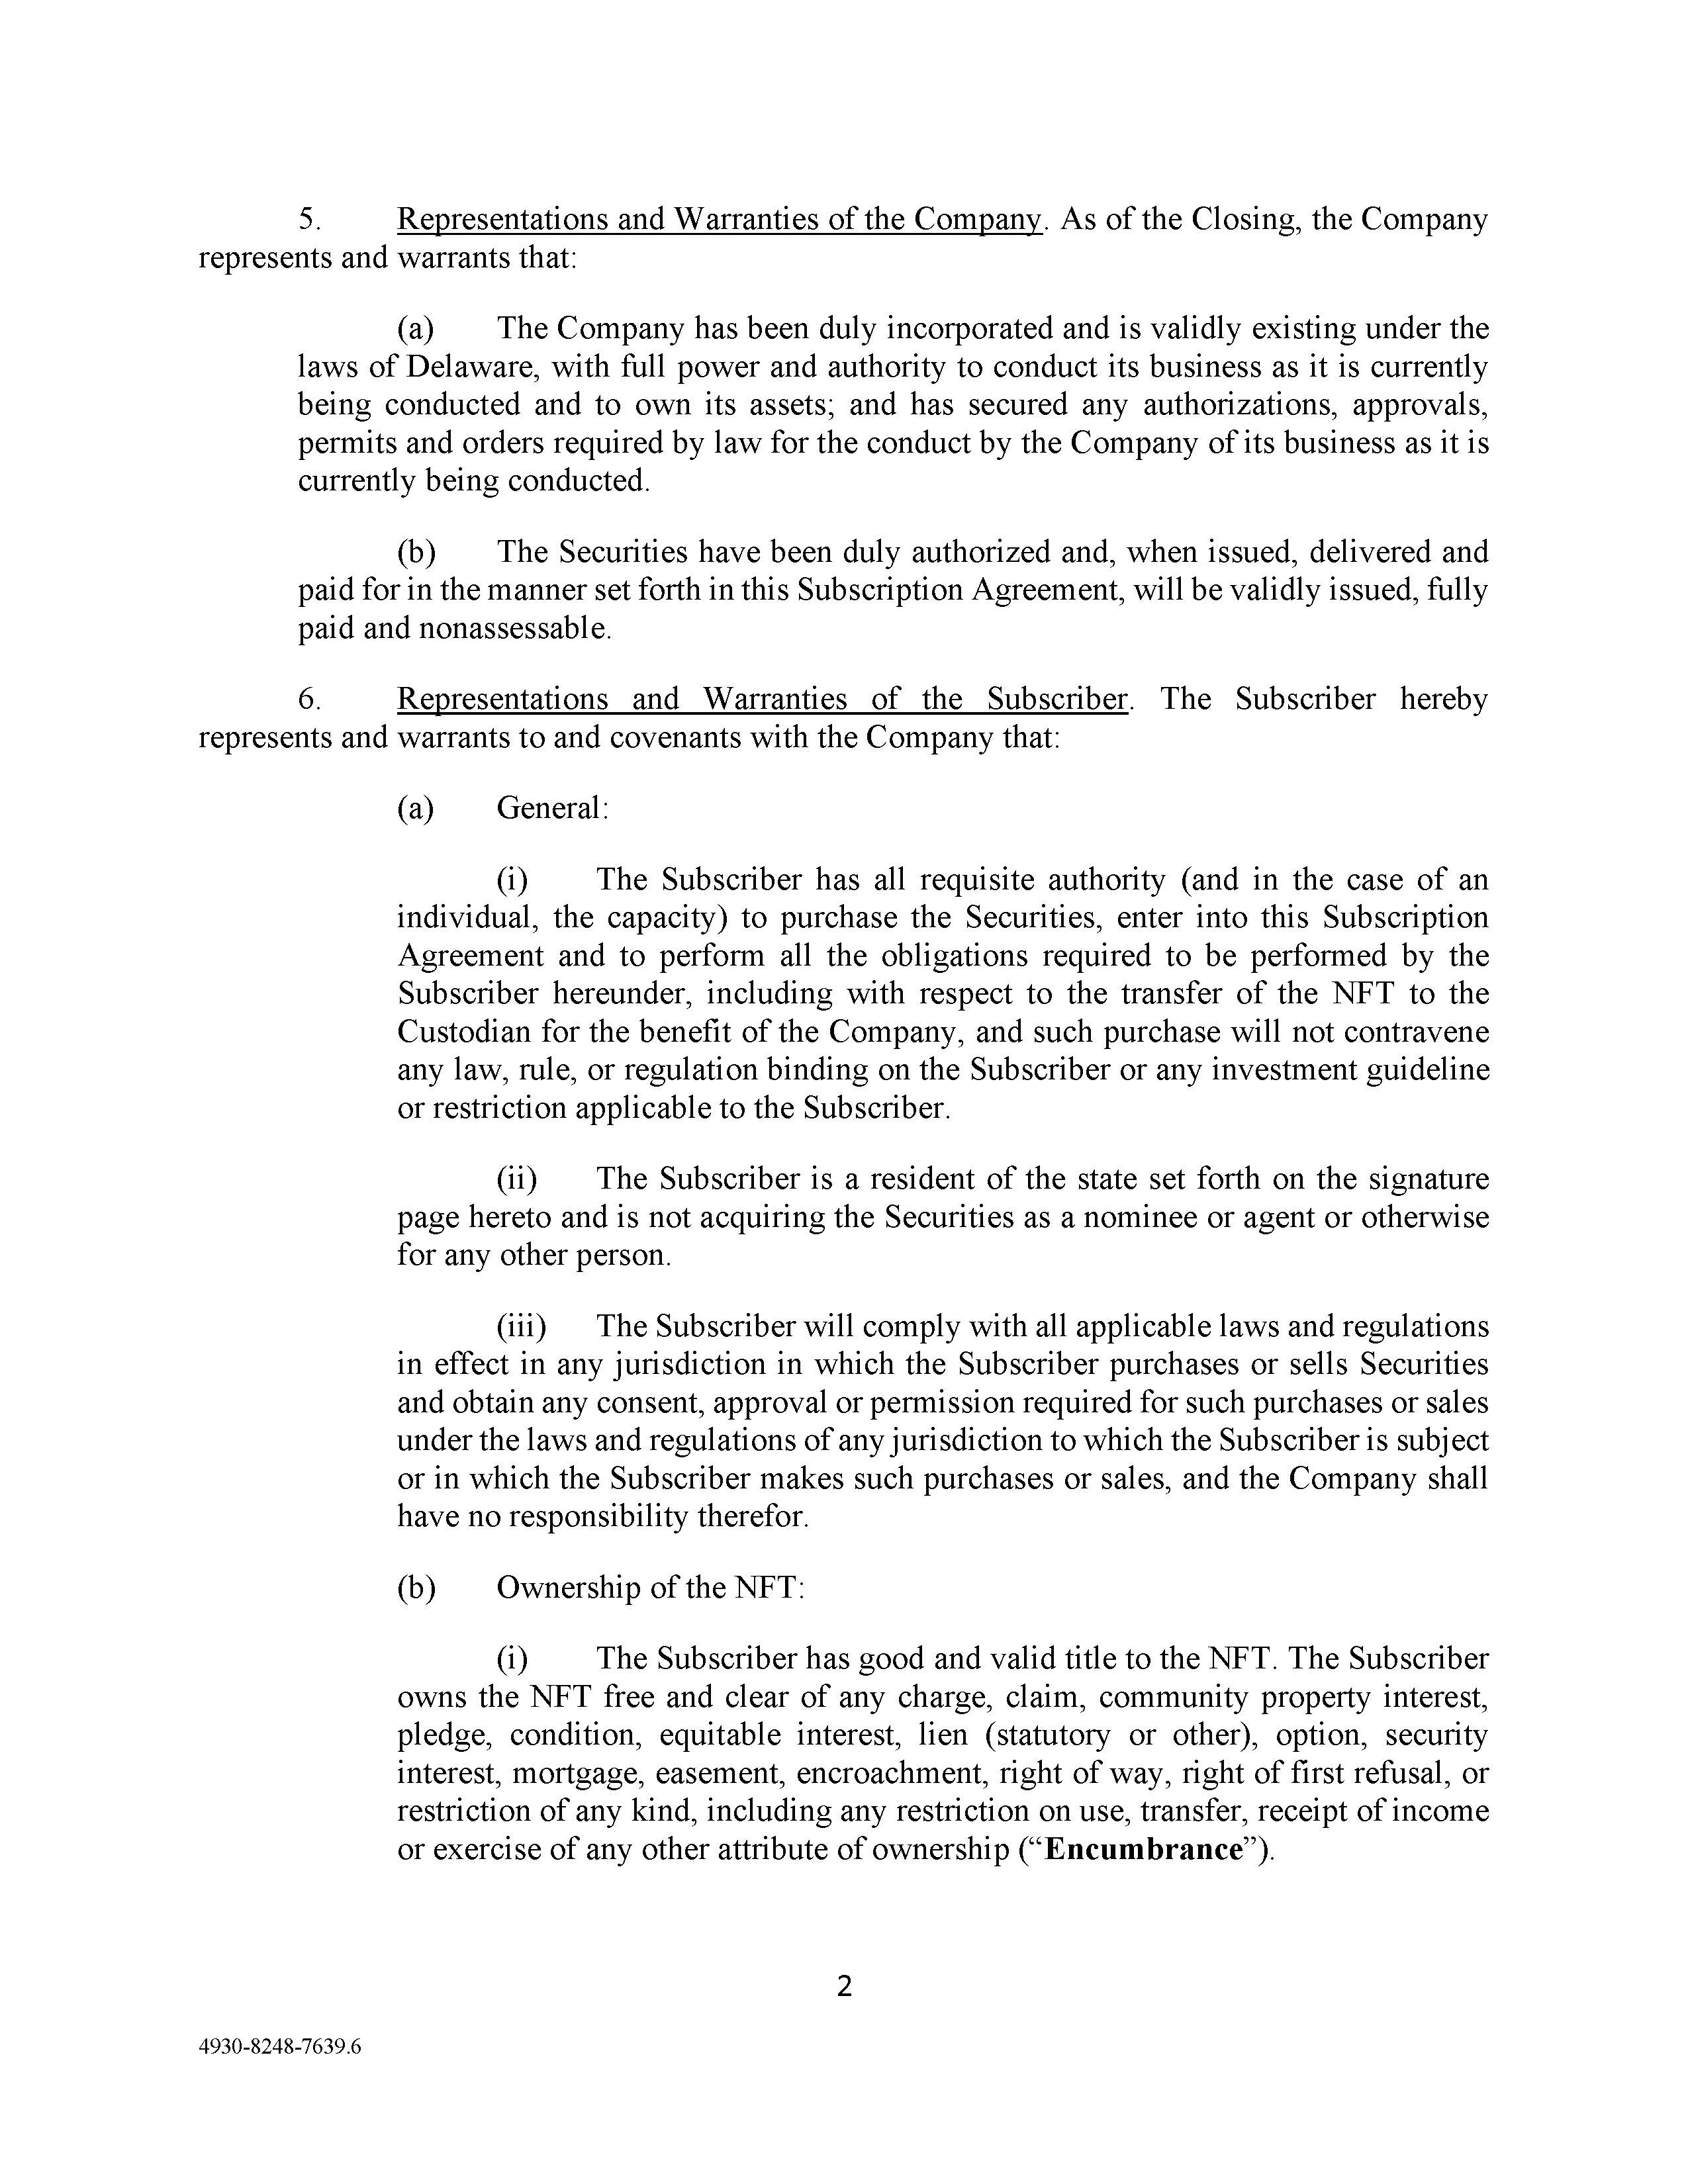 5. Representations and Warranties of the Company. As of the Closing, the Company
represents and warrants that:
(a) The Company has been duly incorporated and is validly existing under the
laws of Delaware, with full power and authority to conduct its business as it is currently
being conducted and to own its assets; and has secured any authorizations, approvals,
permits and orders required by law for the conduct by the Company of its business as it is
currently being conducted.
(b) The Securities have been duly authorized and, when issued, delivered and
paid for in the manner set forth in this Subscription Agreement, will be validly issued, fully
paid and nonassessable.
6. Representations and Warranties of the Subscriber. The Subscriber hereby
represents and warrants to and covenants with the Company that:
(a) General:
(i) The Subscriber has all requisite authority (and in the case of an
individual, the capacity) to purchase the Securities, enter into this Subscription
Agreement and to perform all the obligations required to be performed by the
Subscriber hereunder, including with respect to the transfer of the NFT to the
Custodian for the benefit of the Company, and such purchase will not contravene
any law, rule, or regulation binding on the Subscriber or any investment guideline
or restriction applicable to the Subscriber.
(ii) The Subscriber is a resident of the state set forth on the signature
page hereto and is not acquiring the Securities as a nominee or agent or otherwise
for any other person.
(iii) The Subscriber will comply with all applicable laws and regulations
in effect in any jurisdiction in which the Subscriber purchases or sells Securities
and obtain any consent, approval or permission required for such purchases or sales
under the laws and regulations of any jurisdiction to which the Subscriber is subject
or in which the Subscriber makes such purchases or sales, and the Company shall
have no responsibility therefor.
(b) Ownership of the NFT:
(i) The Subscriber has good and valid title to the NFT. The Subscriber
owns the NFT free and clear of any charge, claim, community property interest,
pledge, condition, equitable interest, lien (statutory or other), option, security
interest, mortgage, easement, encroachment, right of way, right of first refusal, or
restriction of any kind, including any restriction on use, transfer, receipt of income
or exercise of any other attribute of ownership (“Encumbrance”).
2
4930-8248-7639.6